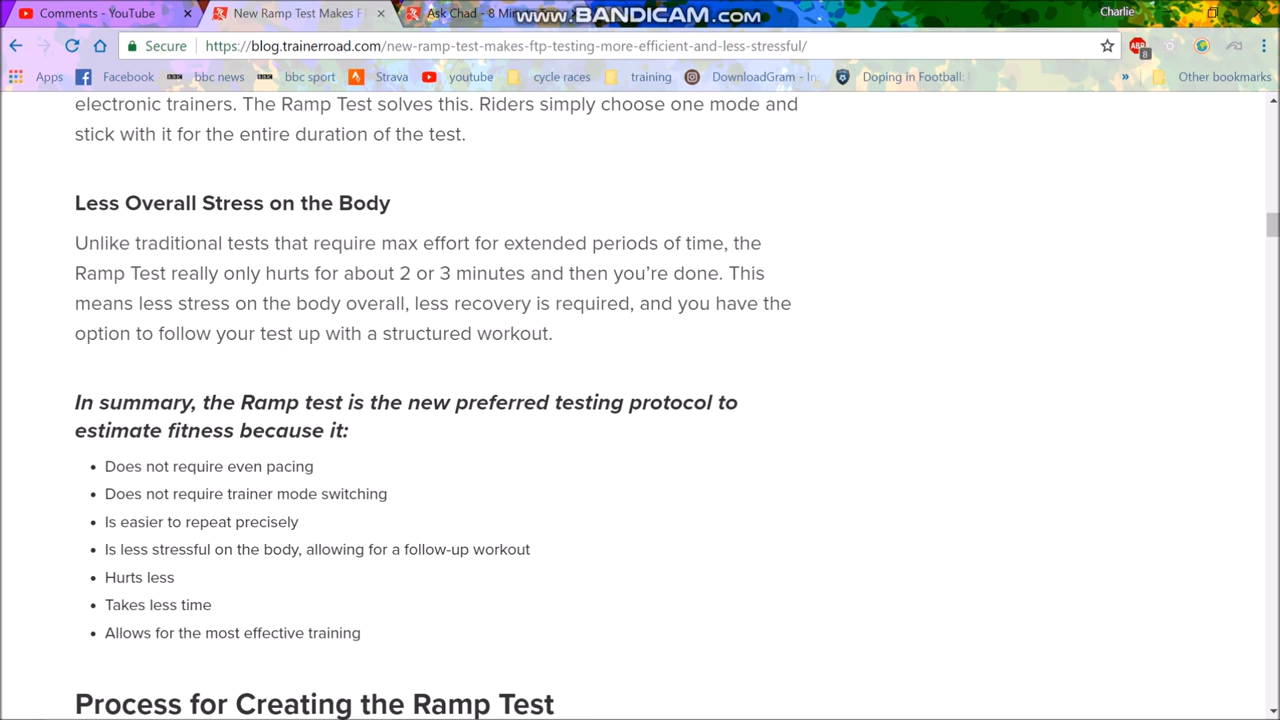 Comments - YouTube
New Ramp Test Makes F
Ask Chad - 8 Min
www.BANDICAM.com
Charlie
Secure
https://blog.trainerroad.com/new-ramp-test-makes-ftp-testing-more-efficient-and-less-stressful/
ABP
8
Apps
Facebook
BBC
bbc news
BBC
bbc sport
Strava
youtube
cycle races
training
DownloadGram - In
Doping in Football
»
Other bookmarks
electronic trainers. The Ramp Test solves this. Riders simply choose one mode and
stick with it for the entire duration of the test.
Less Overall Stress on the Body
Unlike traditional tests that require max effort for extended periods of time, the
Ramp Test really only hurts for about 2 or 3 minutes and then you’re done. This
means less stress on the body overall, less recovery is required, and you have the
option to follow your test up with a structured workout.
In summary, the Ramp test is the new preferred testing protocol to
estimate fitness because it:
• Does not require even pacing
• Does not require trainer mode switching
• Is easier to repeat precisely
• Is less stressful on the body, allowing for a follow-up workout
• Hurts less
• Takes less time
• Allows for the most effective training
Process for Creating the Ramp Test